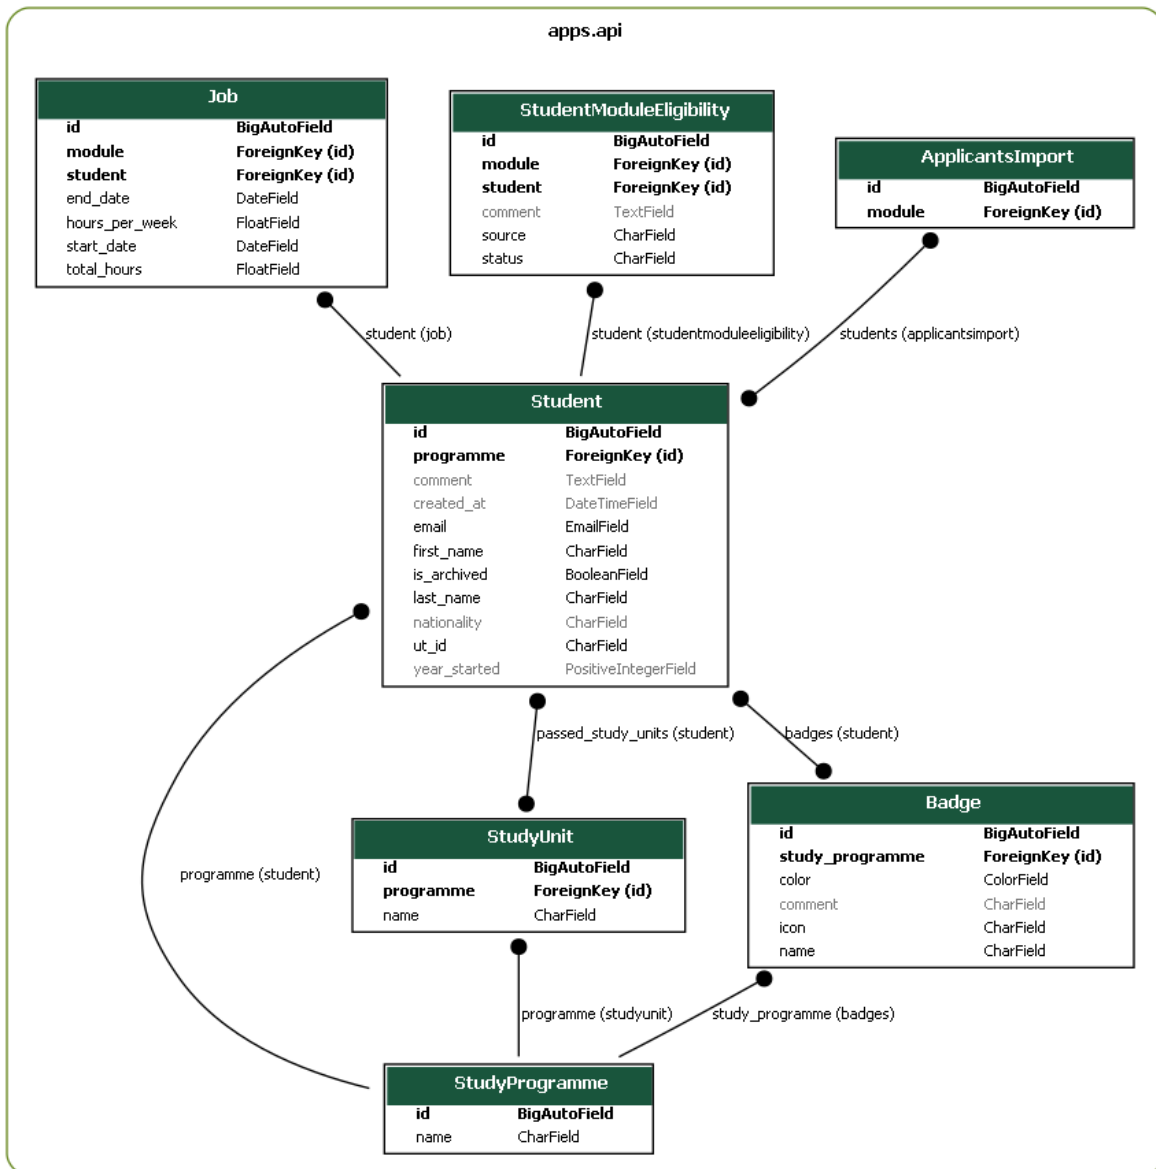 apps.api
Job
id BigAutoField
module ForeignKey (id)
student ForeignKey (id)
end_date DateField
hours_per_week FloatField
start_date DateField
total_hours FloatField
StudentModuleEligibility
id BigAutoField
module ForeignKey (id)
student ForeignKey (id)
comment TextField
source CharField
status CharField
ApplicantsImport
id BigAutoField
module ForeignKey (id)
student (job)
student (studentmoduleeligibility)
students (applicantsimport)
Student
id BigAutoField
programme ForeignKey (id)
comment TextField
created_at DateTimeField
email EmailField
first_name CharField
is_archived BooleanField
last_name CharField
nationality CharField
ut_id CharField
year_started PositiveIntegerField
passed_study_units (student)
badges (student)
programme (student)
StudyUnit
id BigAutoField
programme ForeignKey (id)
name CharField
Badge
id BigAutoField
study_programme ForeignKey (id)
color ColorField
comment CharField
icon CharField
name CharField
programme (studyunit)
study_programme (badges)
StudyProgramme
id BigAutoField
name CharField